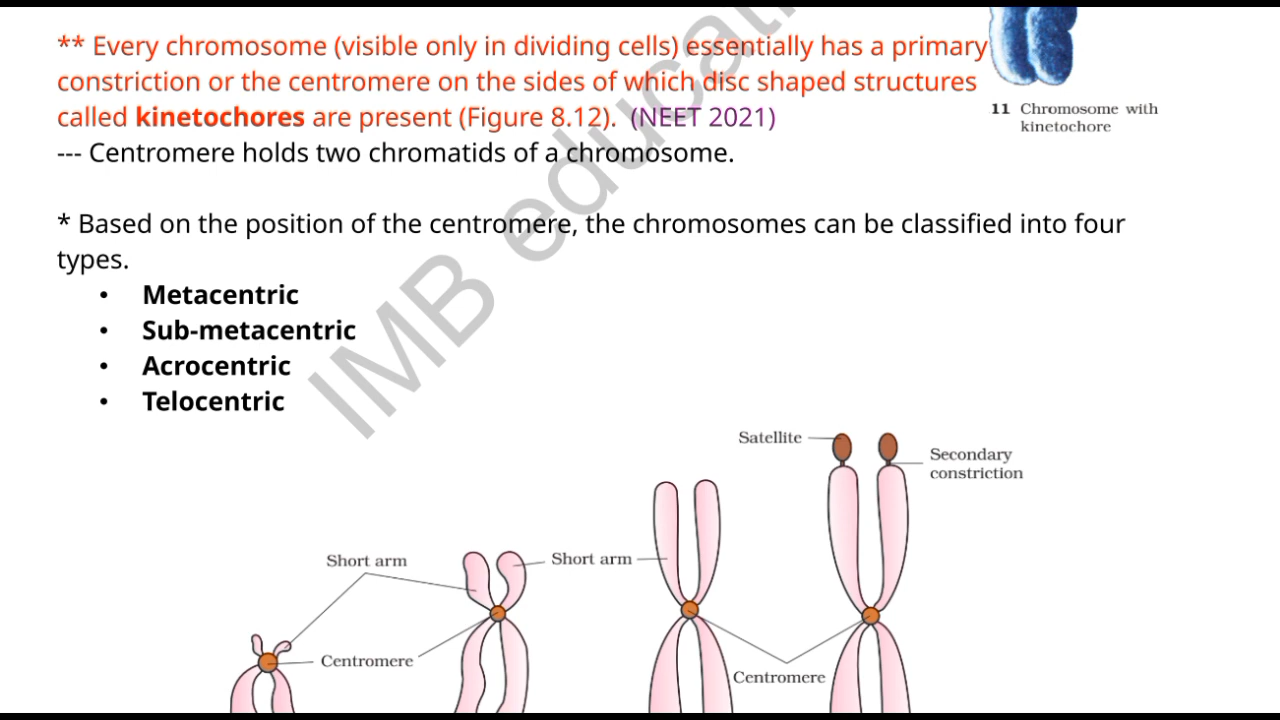 ** Every chromosome (visible only in dividing cells) essentially has a primary
constriction or the centromere on the sides of which disc shaped structures
called kinetochores are present (Figure 8.12). (NEET 2021)
--- Centromere holds two chromatids of a chromosome.
11 Chromosome with
kinetochore
* Based on the position of the centromere, the chromosomes can be classified into four
types.
• Metacentric
• Sub-metacentric
• Acrocentric
• Telocentric
IMB educati
Satellite
Secondary
constriction
Short arm
Short arm
Centromere
Centromere